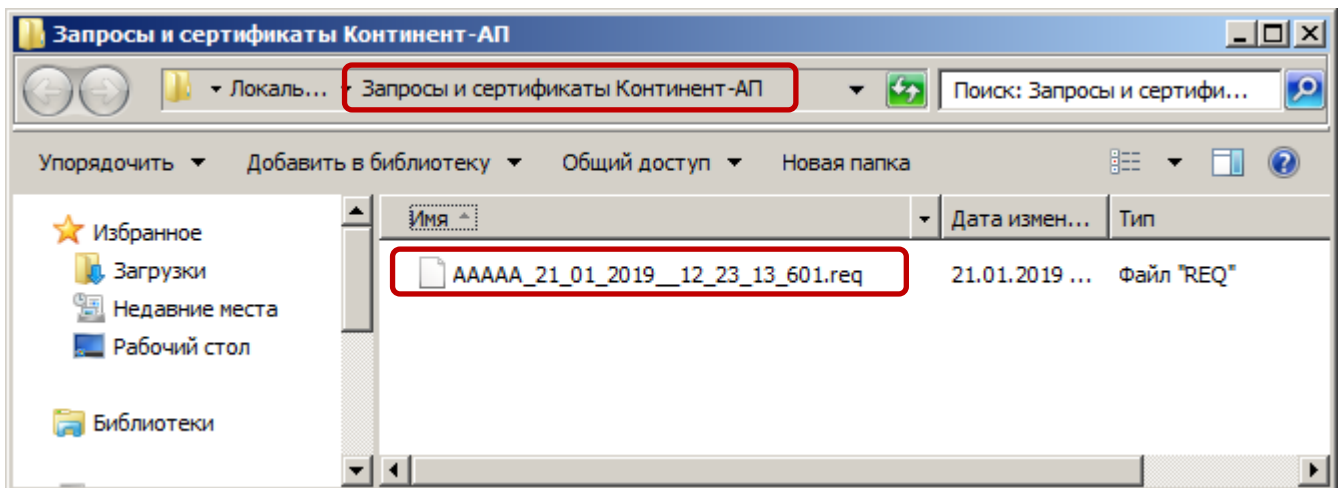 Запросы и сертификаты Континент-АП
Локаль... Запросы и сертификаты Континент-АП
Поиск: Запросы и сертифи...
Упорядочить Добавить в библиотеку Общий доступ Новая папка
Имя Дата измен... Тип
Избранное
AAAAA_21_01_2019__12_23_13_601.req 21.01.2019 ... Файл "REQ"
Загрузки
Недавние места
Рабочий стол
Библиотеки